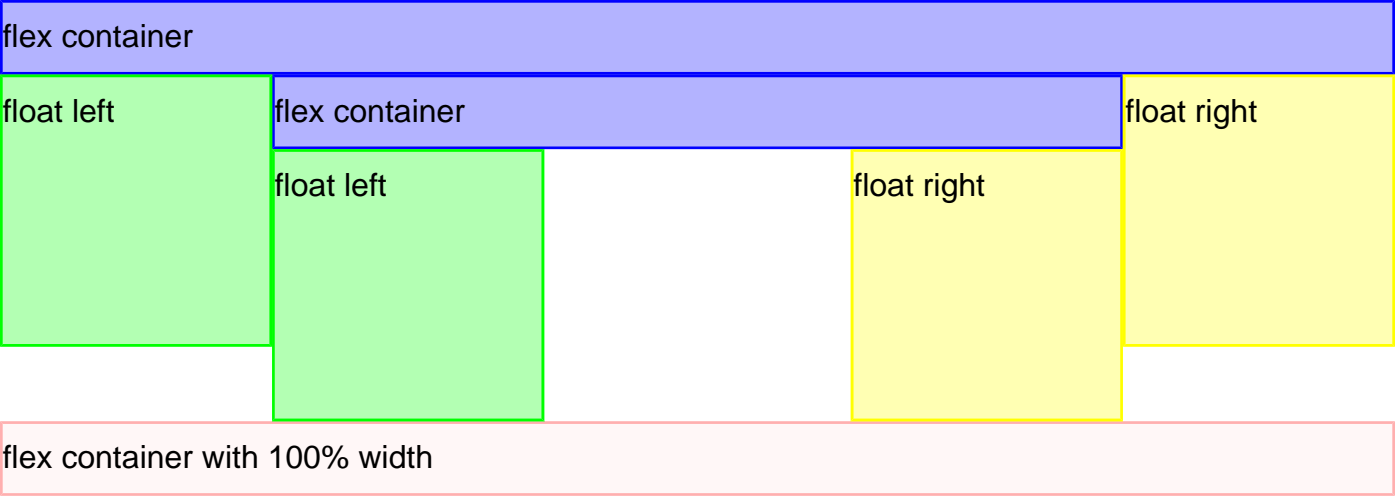 flex container
float left
flex container
float right
float left
float right
flex container with 100% width